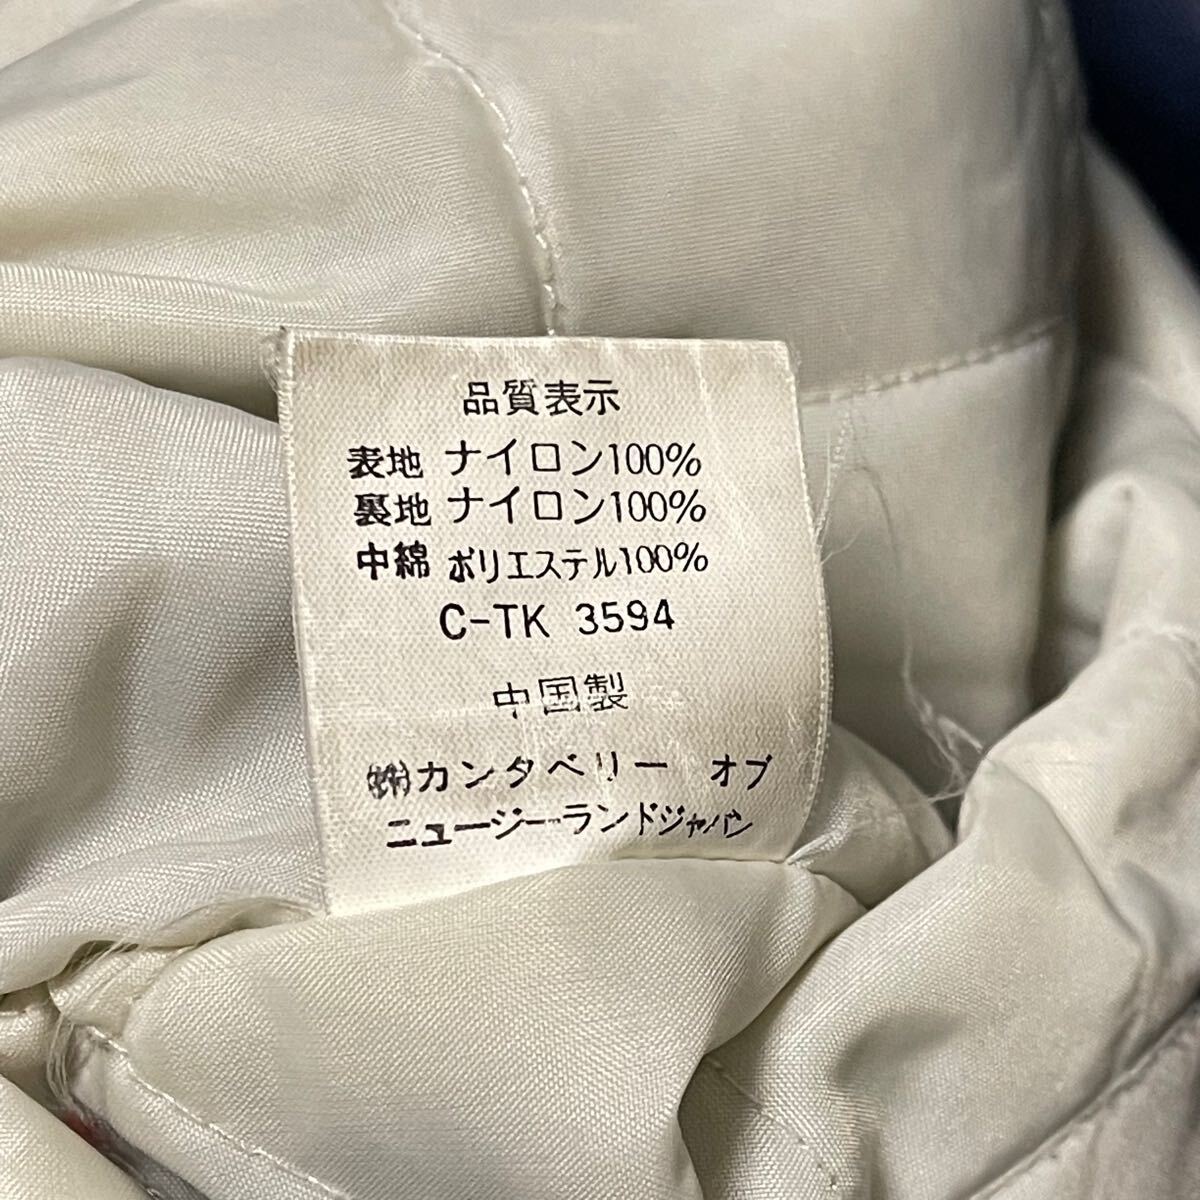 品質表示
表地 ナイロン100%
裏地 ナイロン100%
中綿 ポリエステル100%
C-TK 3594
中国製
㈱カンタベリー オブ
ニュージーランドジャパン